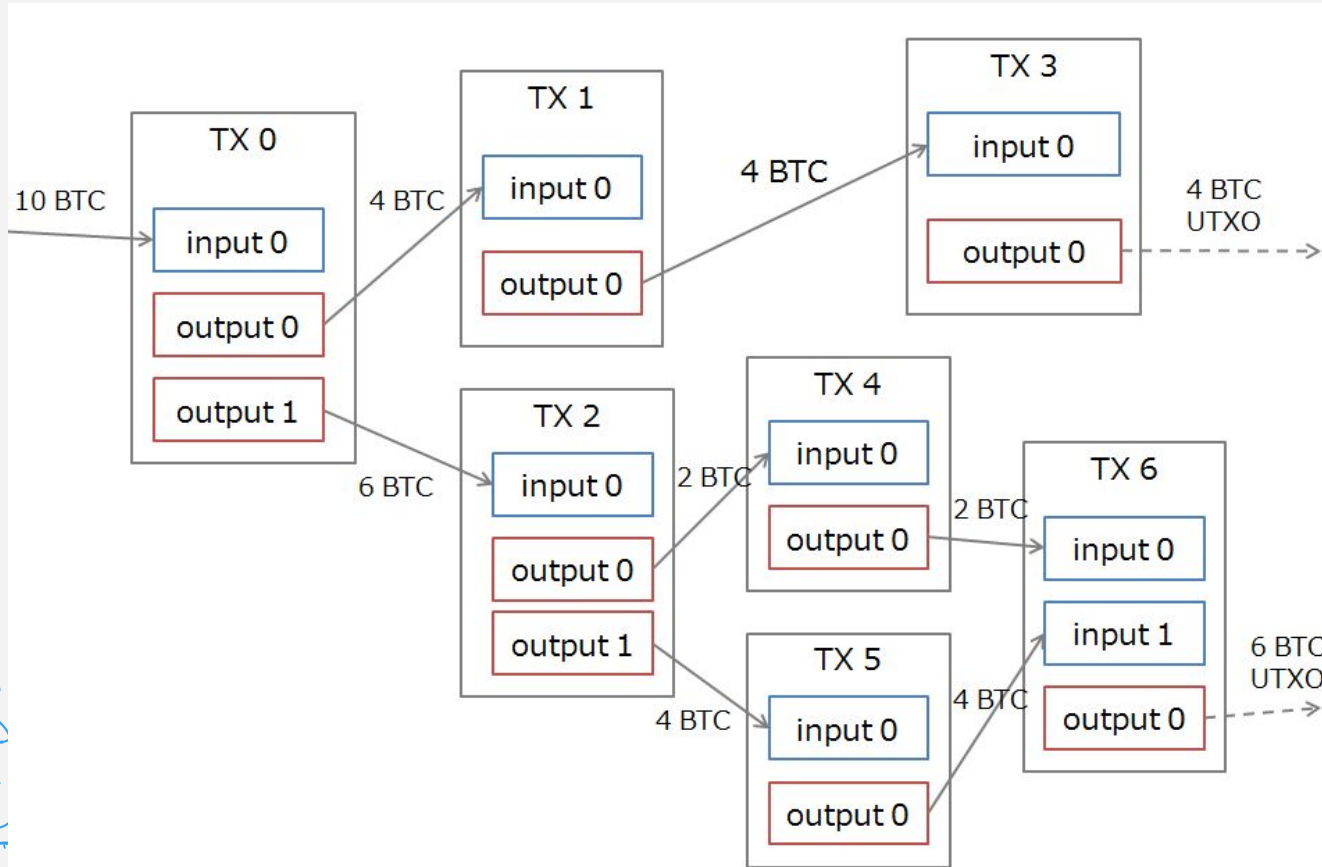 10 BTC
TX 0
input 0
output 0
output 1
4 BTC
6 BTC
TX 1
input 0
output 0
4 BTC
TX 3
input 0
output 0
4 BTC
UTXO
TX 2
input 0
output 0
output 1
2 BTC
4 BTC
TX 4
input 0
output 0
2 BTC
TX 5
input 0
output 0
4 BTC
TX 6
input 0
input 1
output 0
6 BTC
UTXO